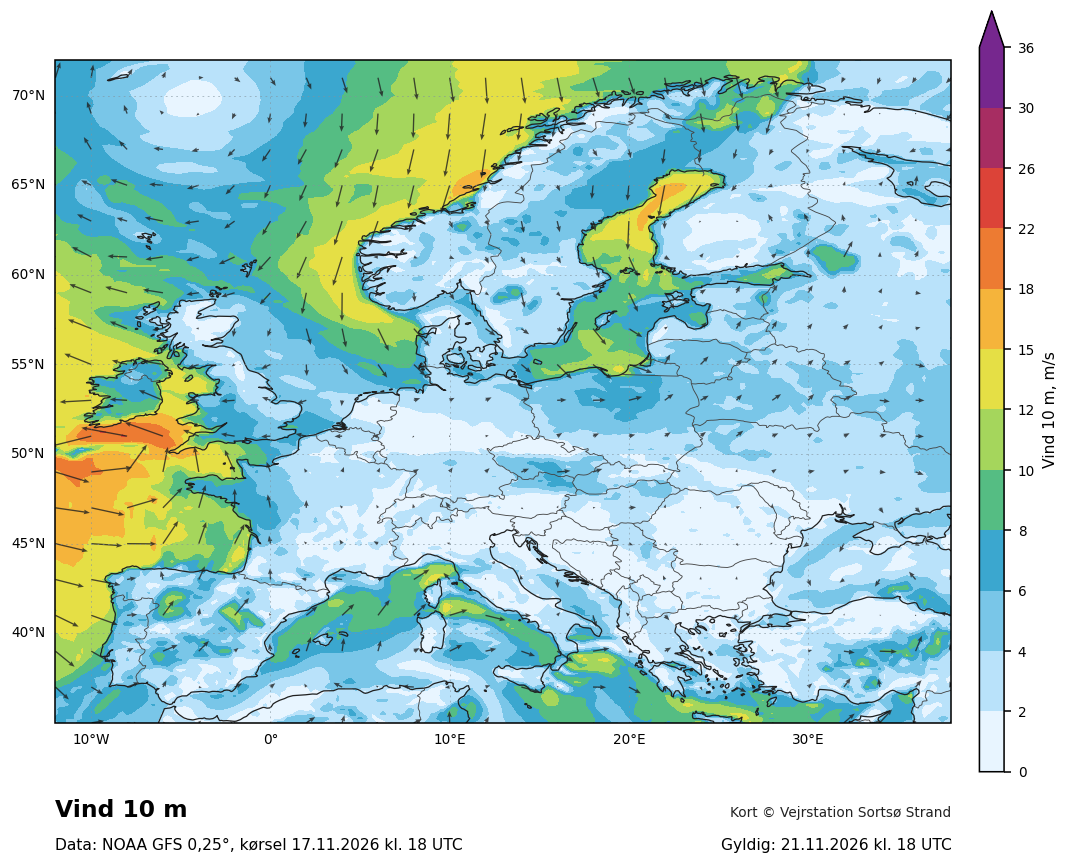 36
30
26
22
18
15
12
10
8
6
4
2
0
Vind 10 m, m/s
70°N
65°N
60°N
55°N
50°N
45°N
40°N
10°W
0°
10°E
20°E
30°E
Vind 10 m
Kort © Vejrstation Sortsø Strand
Data: NOAA GFS 0,25°, kørsel 17.11.2026 kl. 18 UTC
Gyldig: 21.11.2026 kl. 18 UTC